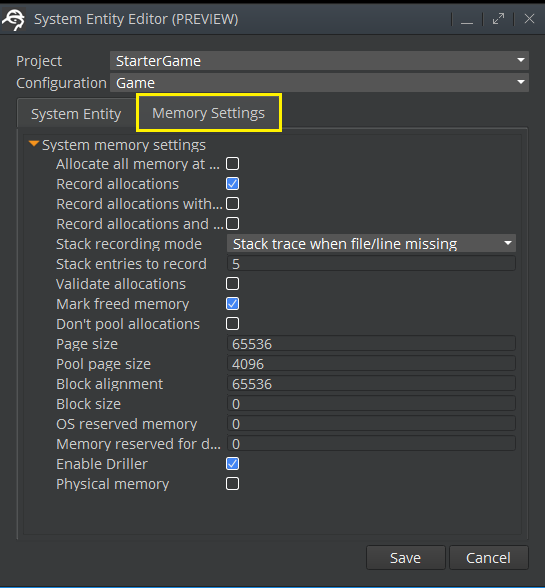 System Entity Editor (PREVIEW)
Project StarterGame
Configuration Game
System Entity Memory Settings
System memory settings
Allocate all memory at ...
Record allocations
Record allocations with...
Record allocations and ...
Stack recording mode Stack trace when file/line missing
Stack entries to record 5
Validate allocations
Mark freed memory
Don't pool allocations
Page size 65536
Pool page size 4096
Block alignment 65536
Block size 0
OS reserved memory 0
Memory reserved for d... 0
Enable Driller
Physical memory
Save Cancel